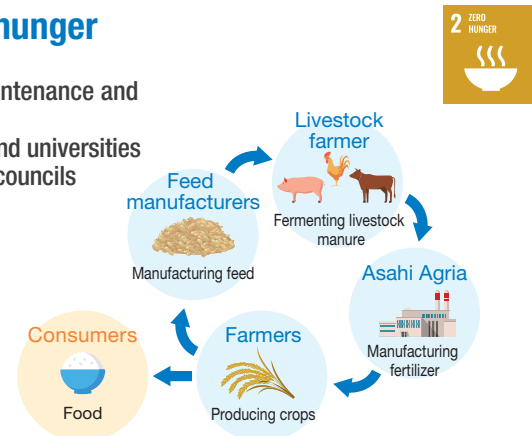 hunger
2 ZERO
HUNGER
ntenance and
nd universities
councils
Livestock
farmer
Fermenting livestock
manure
Feed
manufacturers
Manufacturing feed
Asahi Agria
Manufacturing
fertilizer
Farmers
Producing crops
Consumers
Food